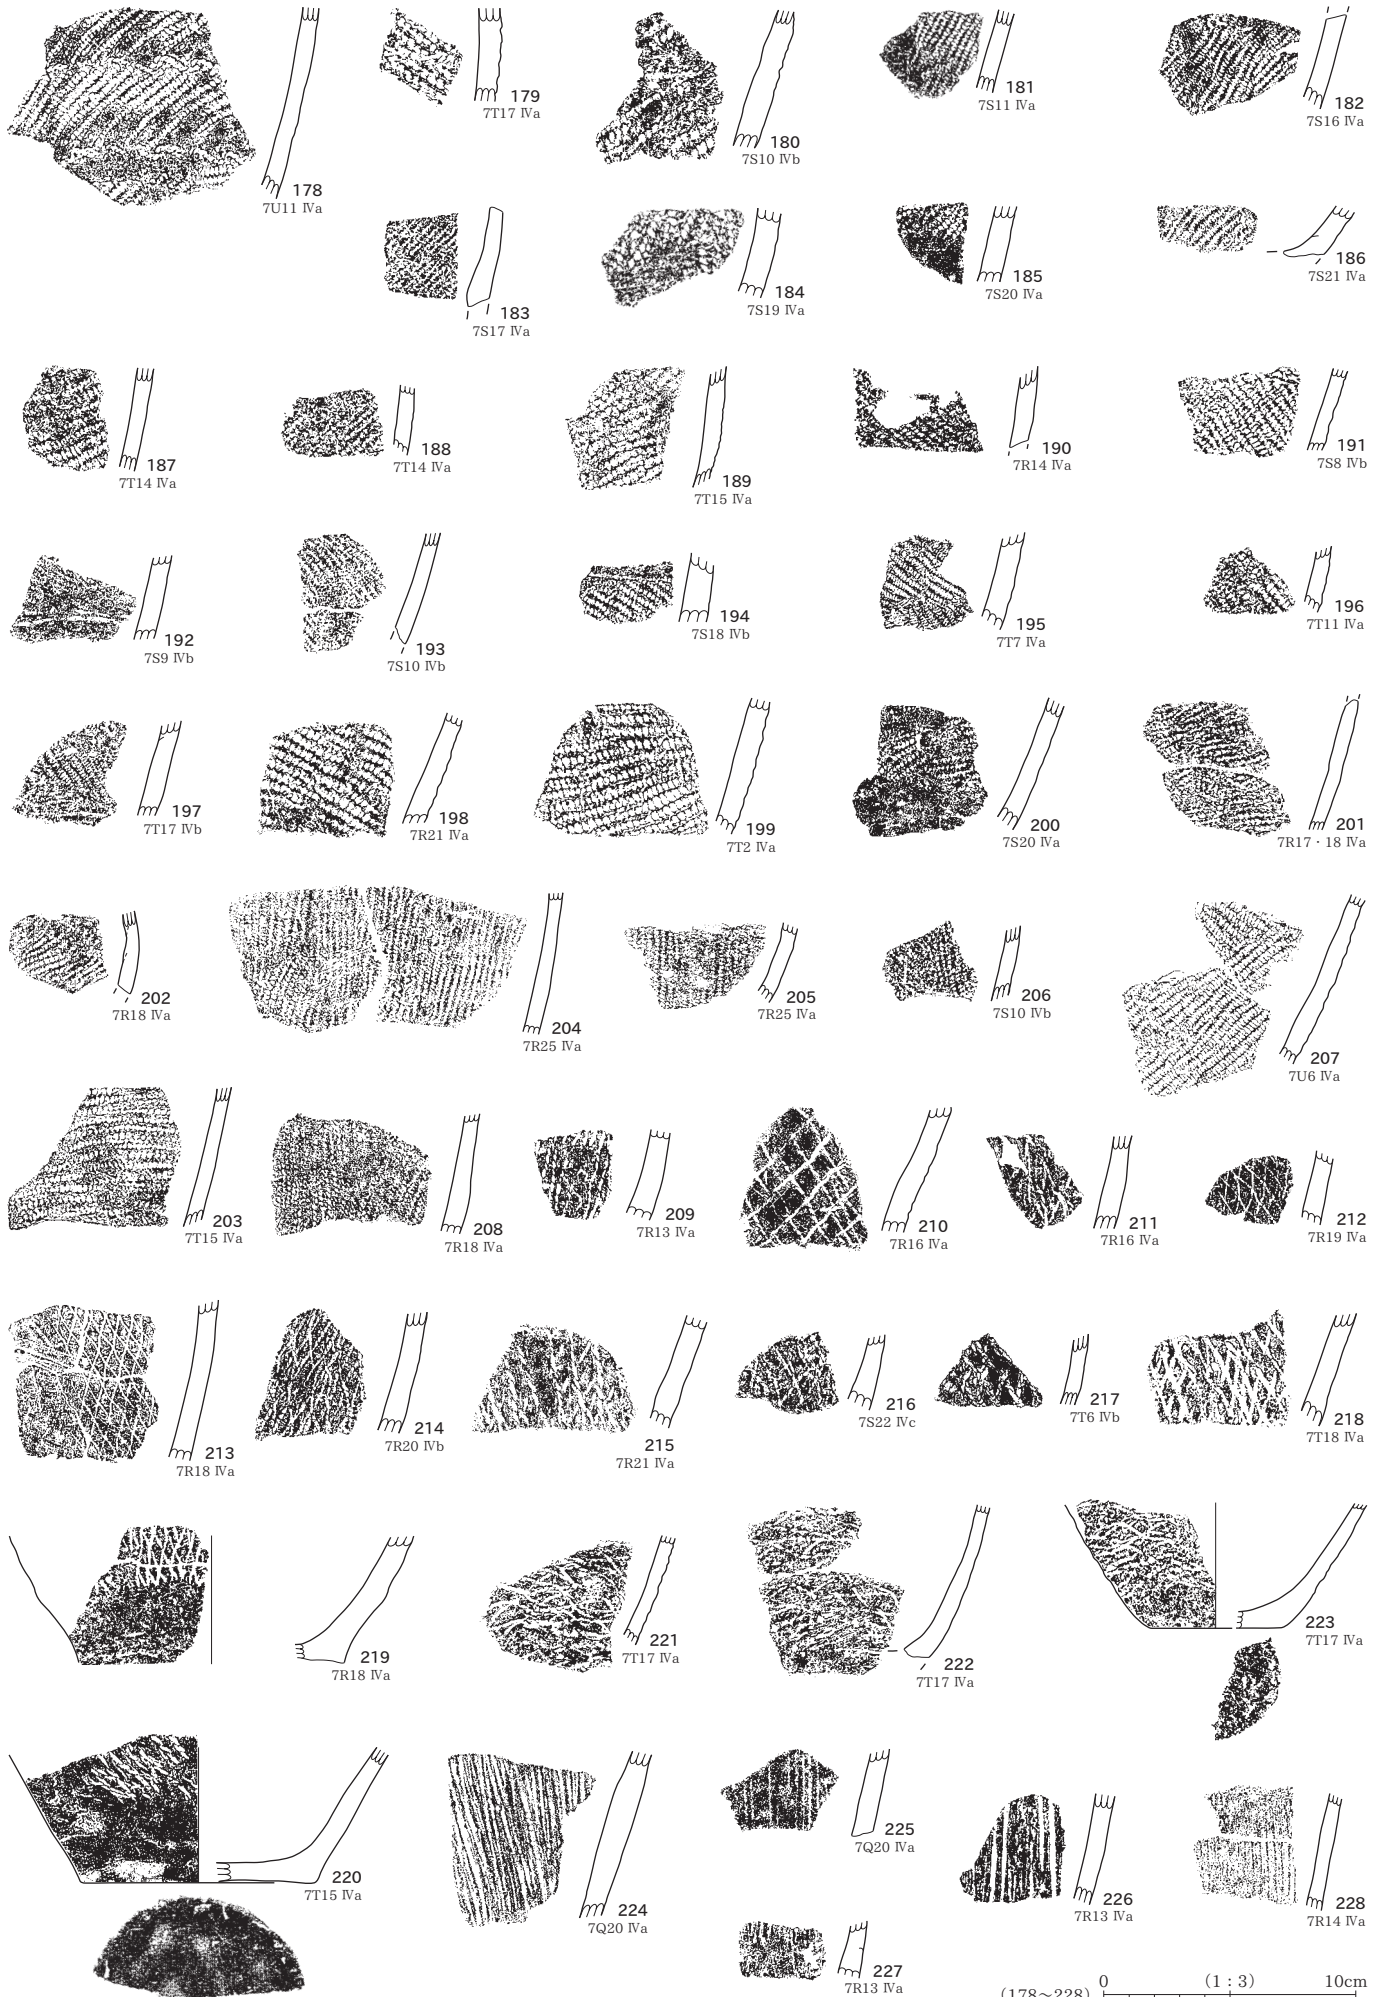 178
7U11 Ⅳa
179
7T17 Ⅳa
180
7S10 Ⅳb
181
7S11 Ⅳa
182
7S16 Ⅳa
183
7S17 Ⅳa
184
7S19 Ⅳa
185
7S20 Ⅳa
186
7S21 Ⅳa
187
7T14 Ⅳa
188
7T14 Ⅳa
189
7T15 Ⅳa
190
7R14 Ⅳa
191
7S8 Ⅳb
192
7S9 Ⅳb
193
7S10 Ⅳb
194
7S18 Ⅳb
195
7T7 Ⅳa
196
7T11 Ⅳa
197
7T17 Ⅳb
198
7R21 Ⅳa
199
7T2 Ⅳa
200
7S20 Ⅳa
201
7R17・18 Ⅳa
202
7R18 Ⅳa
204
7R25 Ⅳa
205
7R25 Ⅳa
206
7S10 Ⅳb
207
7U6 Ⅳa
203
7T15 Ⅳa
208
7R18 Ⅳa
209
7R13 Ⅳa
210
7R16 Ⅳa
211
7R16 Ⅳa
212
7R19 Ⅳa
213
7R18 Ⅳa
214
7R20 Ⅳb
215
7R21 Ⅳa
216
7S22 Ⅳc
217
7T6 Ⅳb
218
7T18 Ⅳa
219
7R18 Ⅳa
221
7T17 Ⅳa
222
7T17 Ⅳa
223
7T17 Ⅳa
220
7T15 Ⅳa
224
7Q20 Ⅳa
225
7Q20 Ⅳa
226
7R13 Ⅳa
228
7R14 Ⅳa
227
7R13 Ⅳa
(178～228) 0 (1：3) 10cm